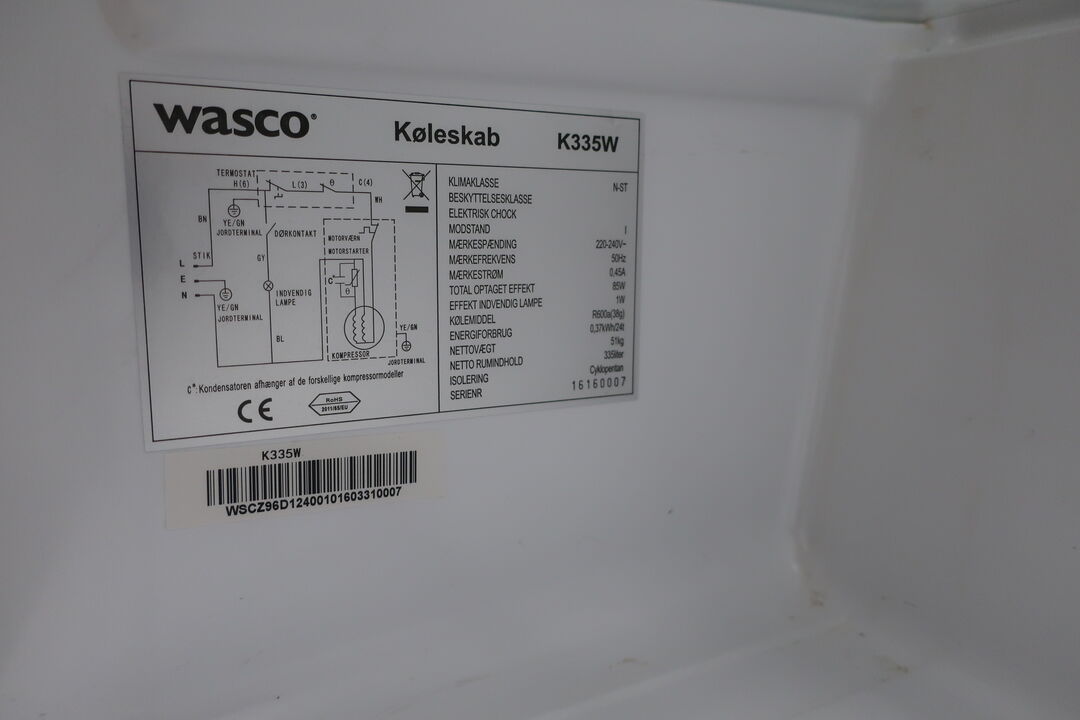 wasco®
Køleskab
K335W
TERMOSTAT
H(6)
L(3)
θ
C(4)
WH
BN
YE/GN
JORDTERMINAL
DØRKONTAKT
MOTORVÆRN
MOTORSTARTER
STIK
GY
L
E
N
C*
θ
INDVENDIG
LAMPE
YE/GN
JORDTERMINAL
BL
KOMPRESSOR
YE/GN
JORDTERMINAL
C*:Kondensatoren afhænger af de forskellige kompressormodeller
CE
RoHS
2011/65/EU
KLIMAKLASSE N-ST
BESKYTTELSESKLASSE
ELEKTRISK CHOCK
MODSTAND I
MÆRKESPÆNDING 220-240V~
MÆRKEFREKVENS 50Hz
MÆRKESTRØM 0,45A
TOTAL OPTAGET EFFEKT 85W
EFFEKT INDVENDIG LAMPE 1W
KØLEMIDDEL R600a(38g)
ENERGIFORBRUG 0,37kWh/24t
NETTOVÆGT 51kg
NETTO RUMINDHOLD 335liter
ISOLERING Cyklopentan
SERIENR 16160007
K335W
WSCZ96D12400101603310007